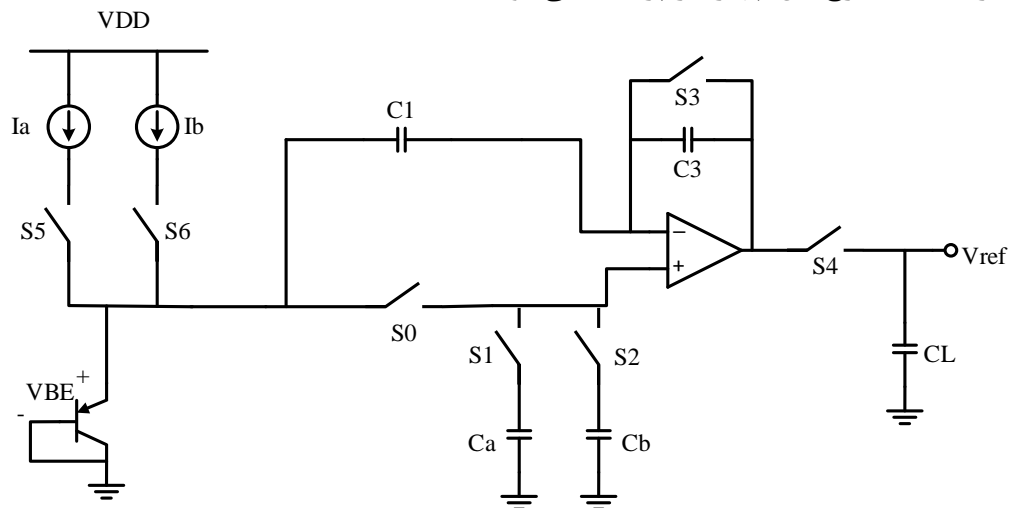 VDD
Ia
Ib
C1
S3
C3
S5
S6
−
+
S4
Vref
S0
S1
S2
CL
VBE
+
-
Ca
Cb